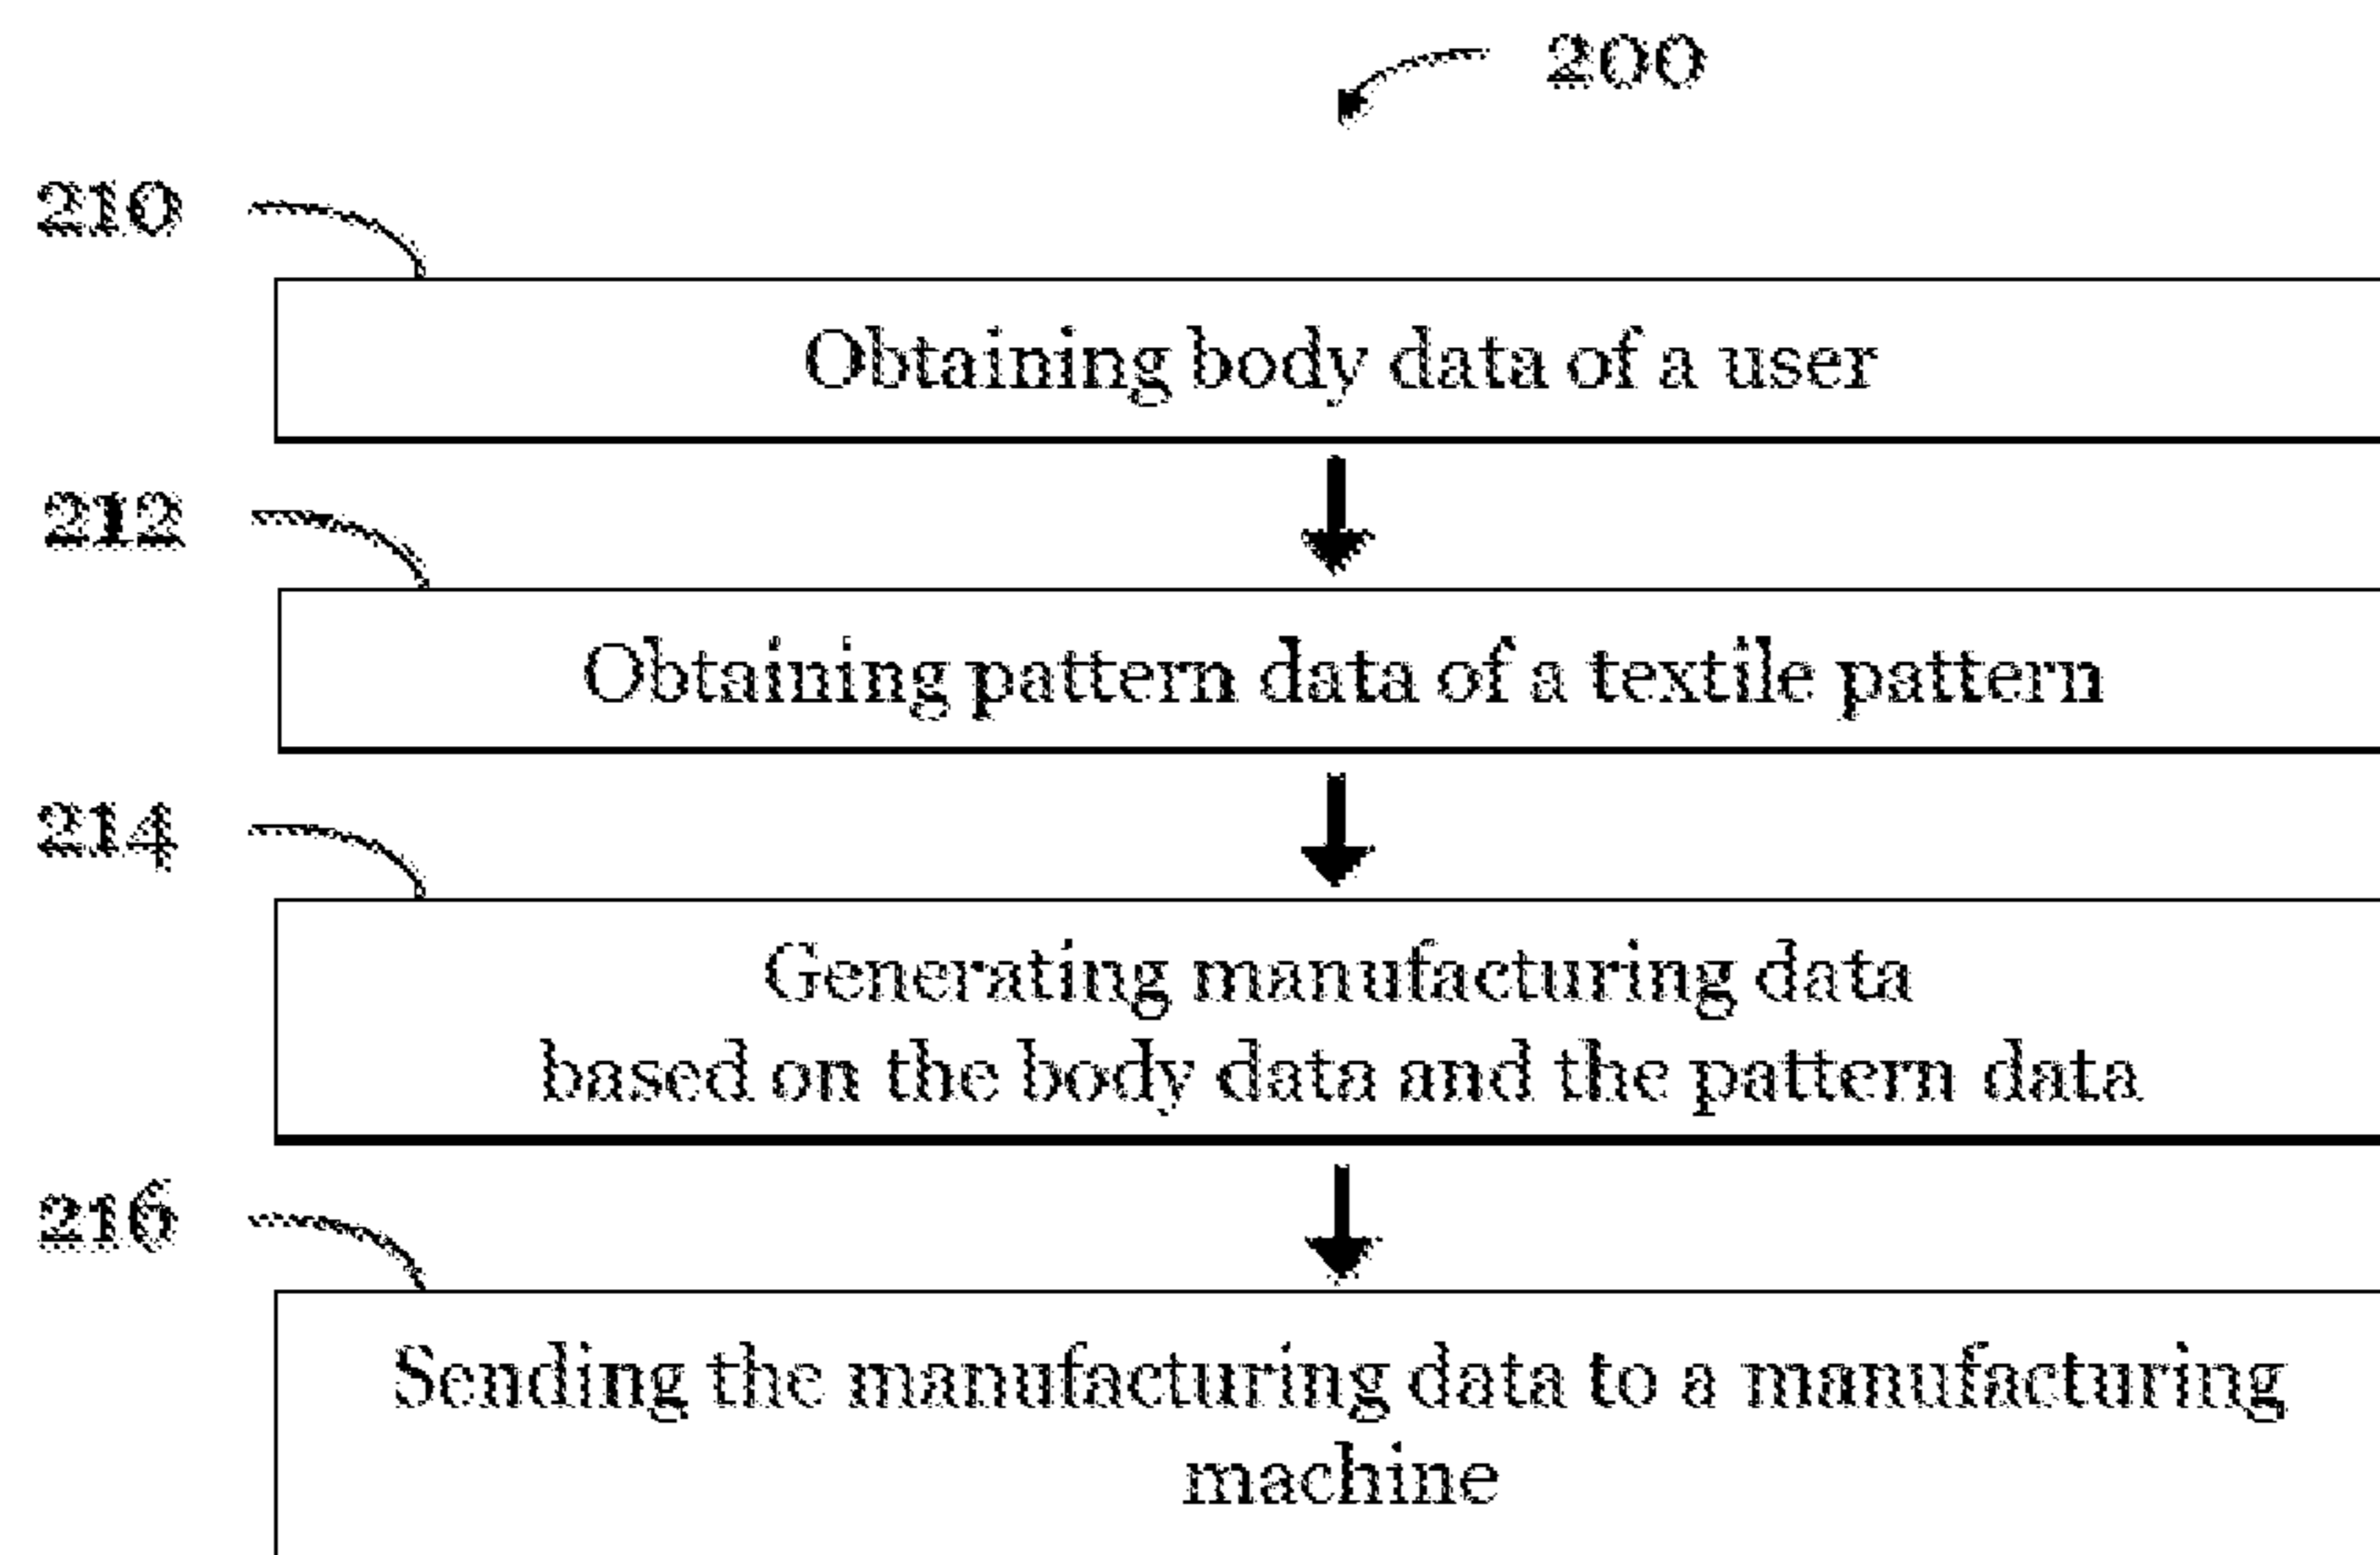 200
210
Obtaining body data of a user
212
Obtaining pattern data of a textile pattern
214
Generating manufacturing data
based on the body data and the pattern data
216
Sending the manufacturing data to a manufacturing
machine